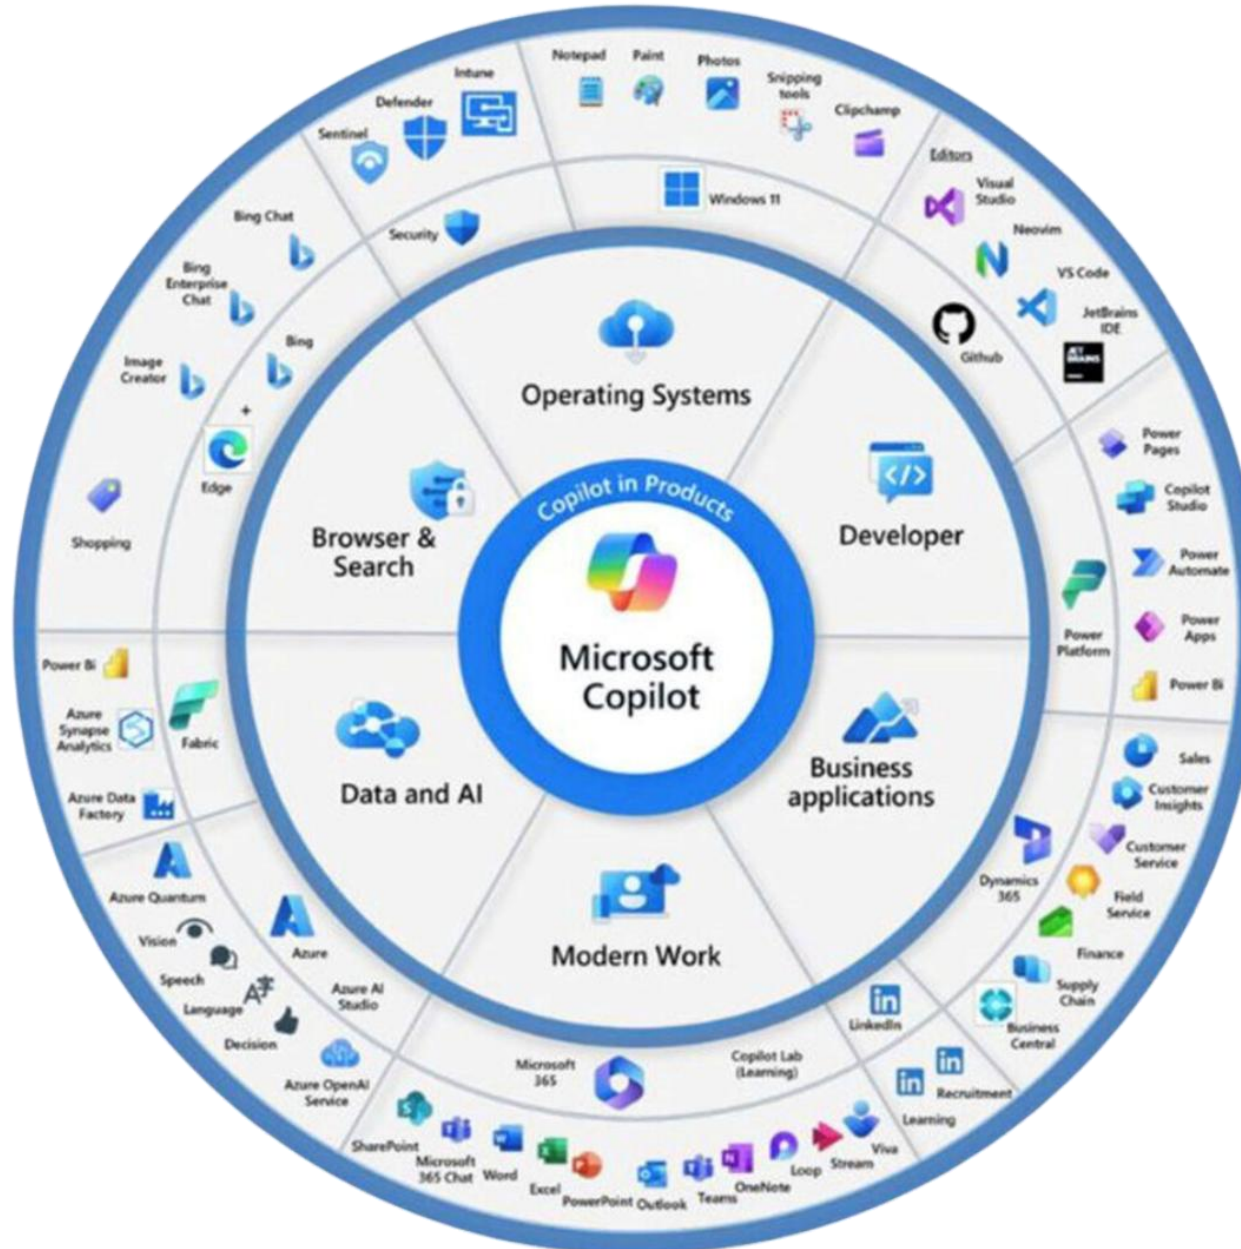 Notepad
Paint
Photos
Snipping
tools
Clipchamp
Windows 11
Intune
Defender
Sentinel
Security
Editors
Visual
Studio
Neovim
VS Code
JetBrains
IDE
JET
BRAINS
Github
Bing Chat
Bing
Enterprise
Chat
Image
Creator
Shopping
Bing
+
Edge
Operating Systems
Developer
Browser &
Search
Copilot in Products
Microsoft
Copilot
Data and AI
Business
applications
Modern Work
Power
Pages
Copilot
Studio
Power
Automate
Power
Apps
Power Bi
Power
Platform
Power Bi
Azure
Synapse
Analytics
Azure Data
Factory
Fabric
Sales
Customer
Insights
Customer
Service
Field
Service
Finance
Supply
Chain
Business
Central
Dynamics
365
Azure Quantum
Vision
Speech
Language
Decision
Azure OpenAI
Service
Azure
Azure AI
Studio
in
LinkedIn
in
Recruitment
in
Learning
Microsoft
365
Copilot Lab
(Learning)
SharePoint
Microsoft
365 Chat
Word
Excel
PowerPoint
Outlook
Teams
OneNote
Loop
Stream
Viva